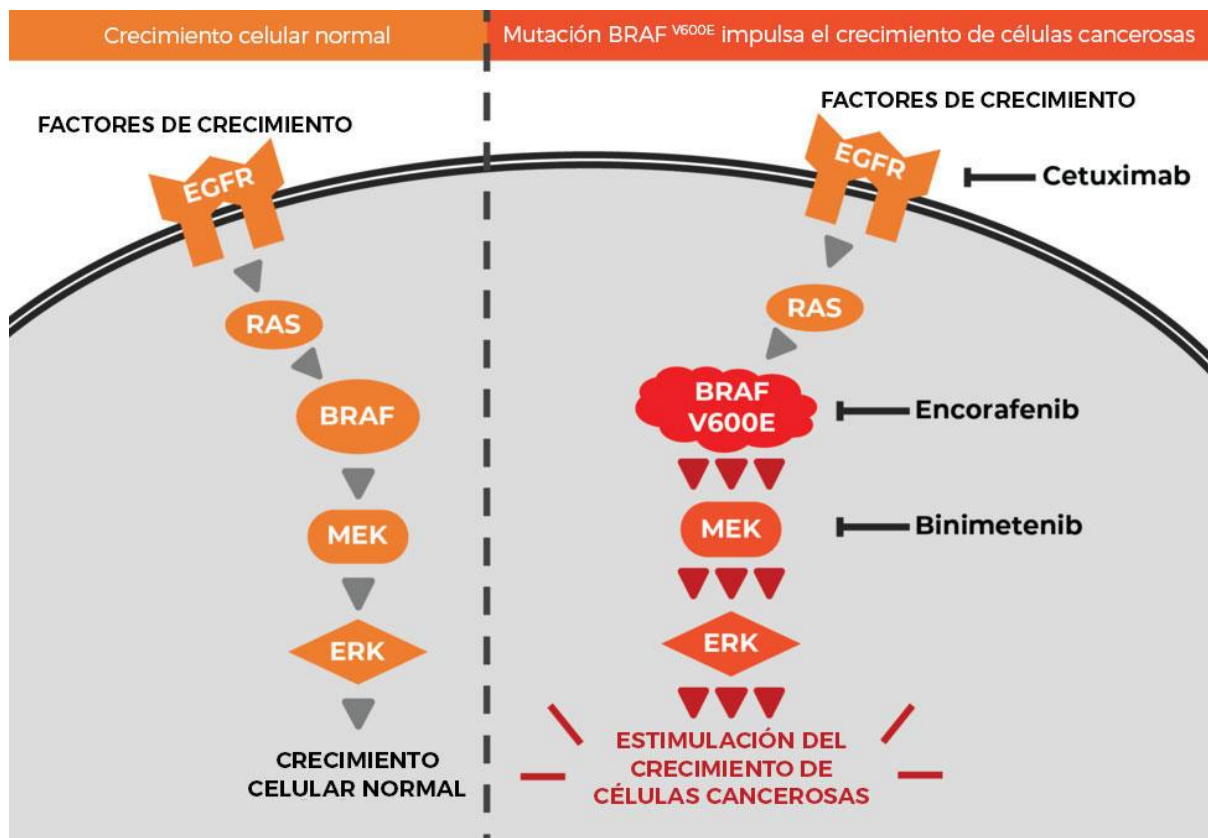 Crecimiento celular normal
Mutación BRAF V600E impulsa el crecimiento de células cancerosas
FACTORES DE CRECIMIENTO
EGFR
RAS
BRAF
MEK
ERK
CRECIMIENTO
CELULAR NORMAL
FACTORES DE CRECIMIENTO
EGFR
Cetuximab
RAS
BRAF
V600E
Encorafenib
MEK
Binimetenib
ERK
ESTIMULACIÓN DEL
CRECIMIENTO DE
CÉLULAS CANCEROSAS